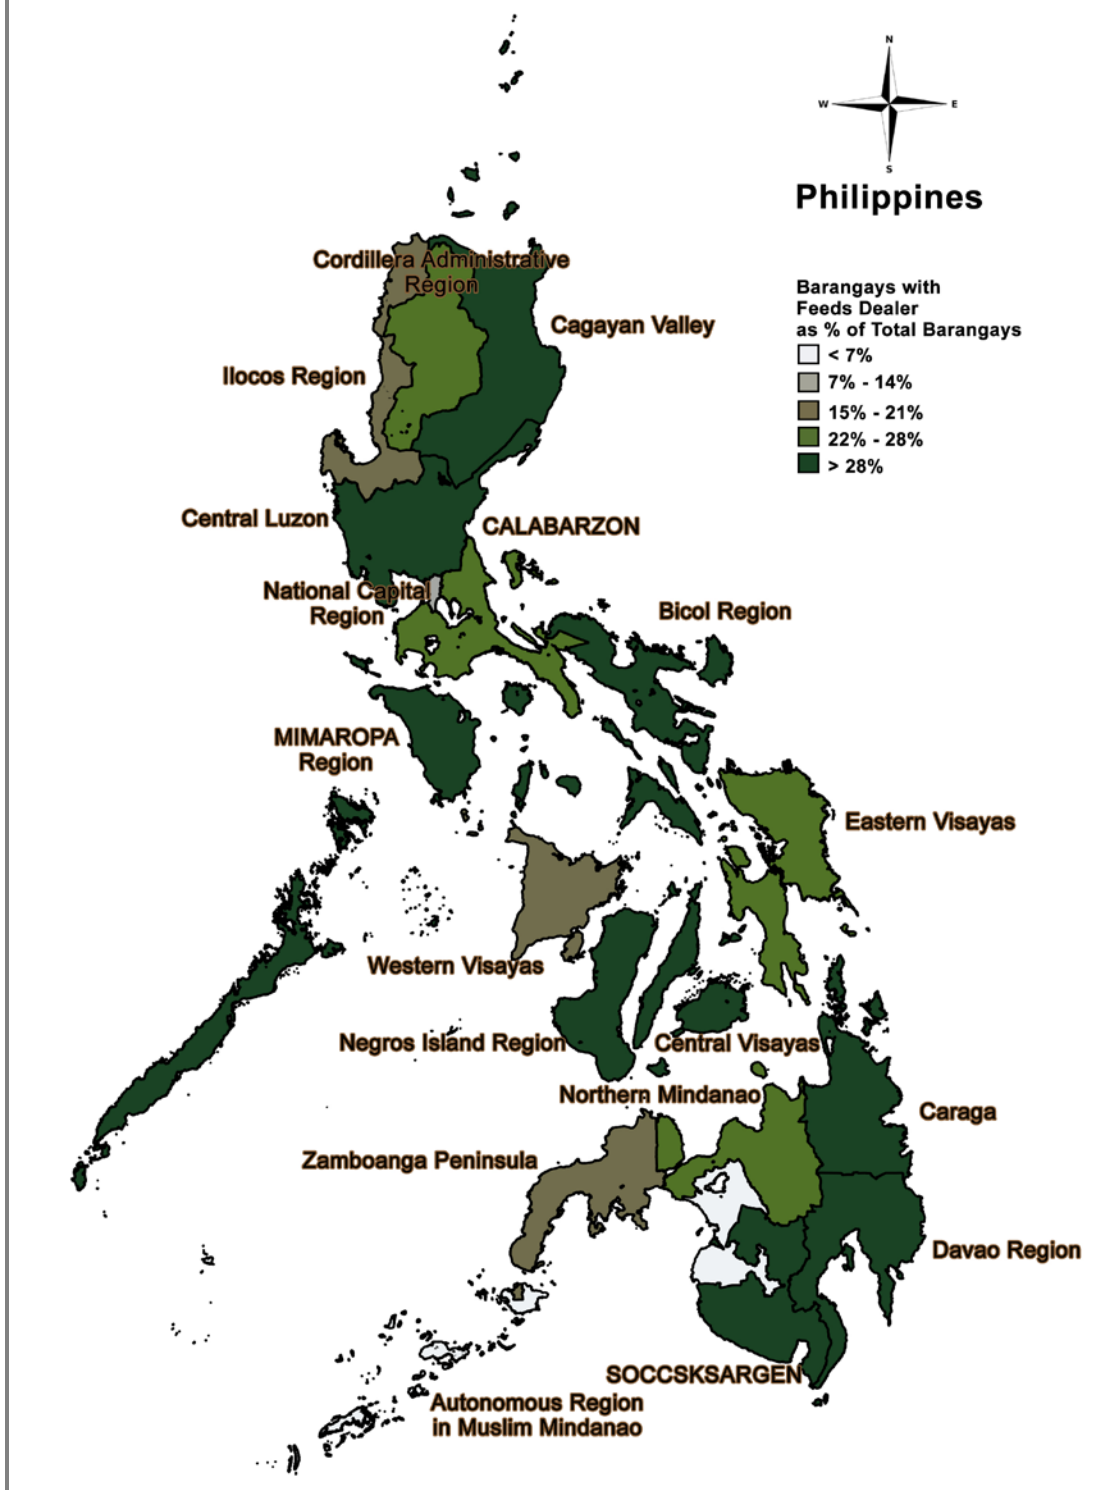 N
W
E
S
Philippines
Barangays with
Feeds Dealer
as % of Total Barangays
< 7%
7% - 14%
15% - 21%
22% - 28%
> 28%
Cordillera Administrative
Region
Cagayan Valley
Ilocos Region
Central Luzon
CALABARZON
National Capital
Region
Bicol Region
MIMAROPA
Region
Eastern Visayas
Western Visayas
Negros Island Region
Central Visayas
Northern Mindanao
Caraga
Zamboanga Peninsula
Davao Region
SOCCSKSARGEN
Autonomous Region
in Muslim Mindanao